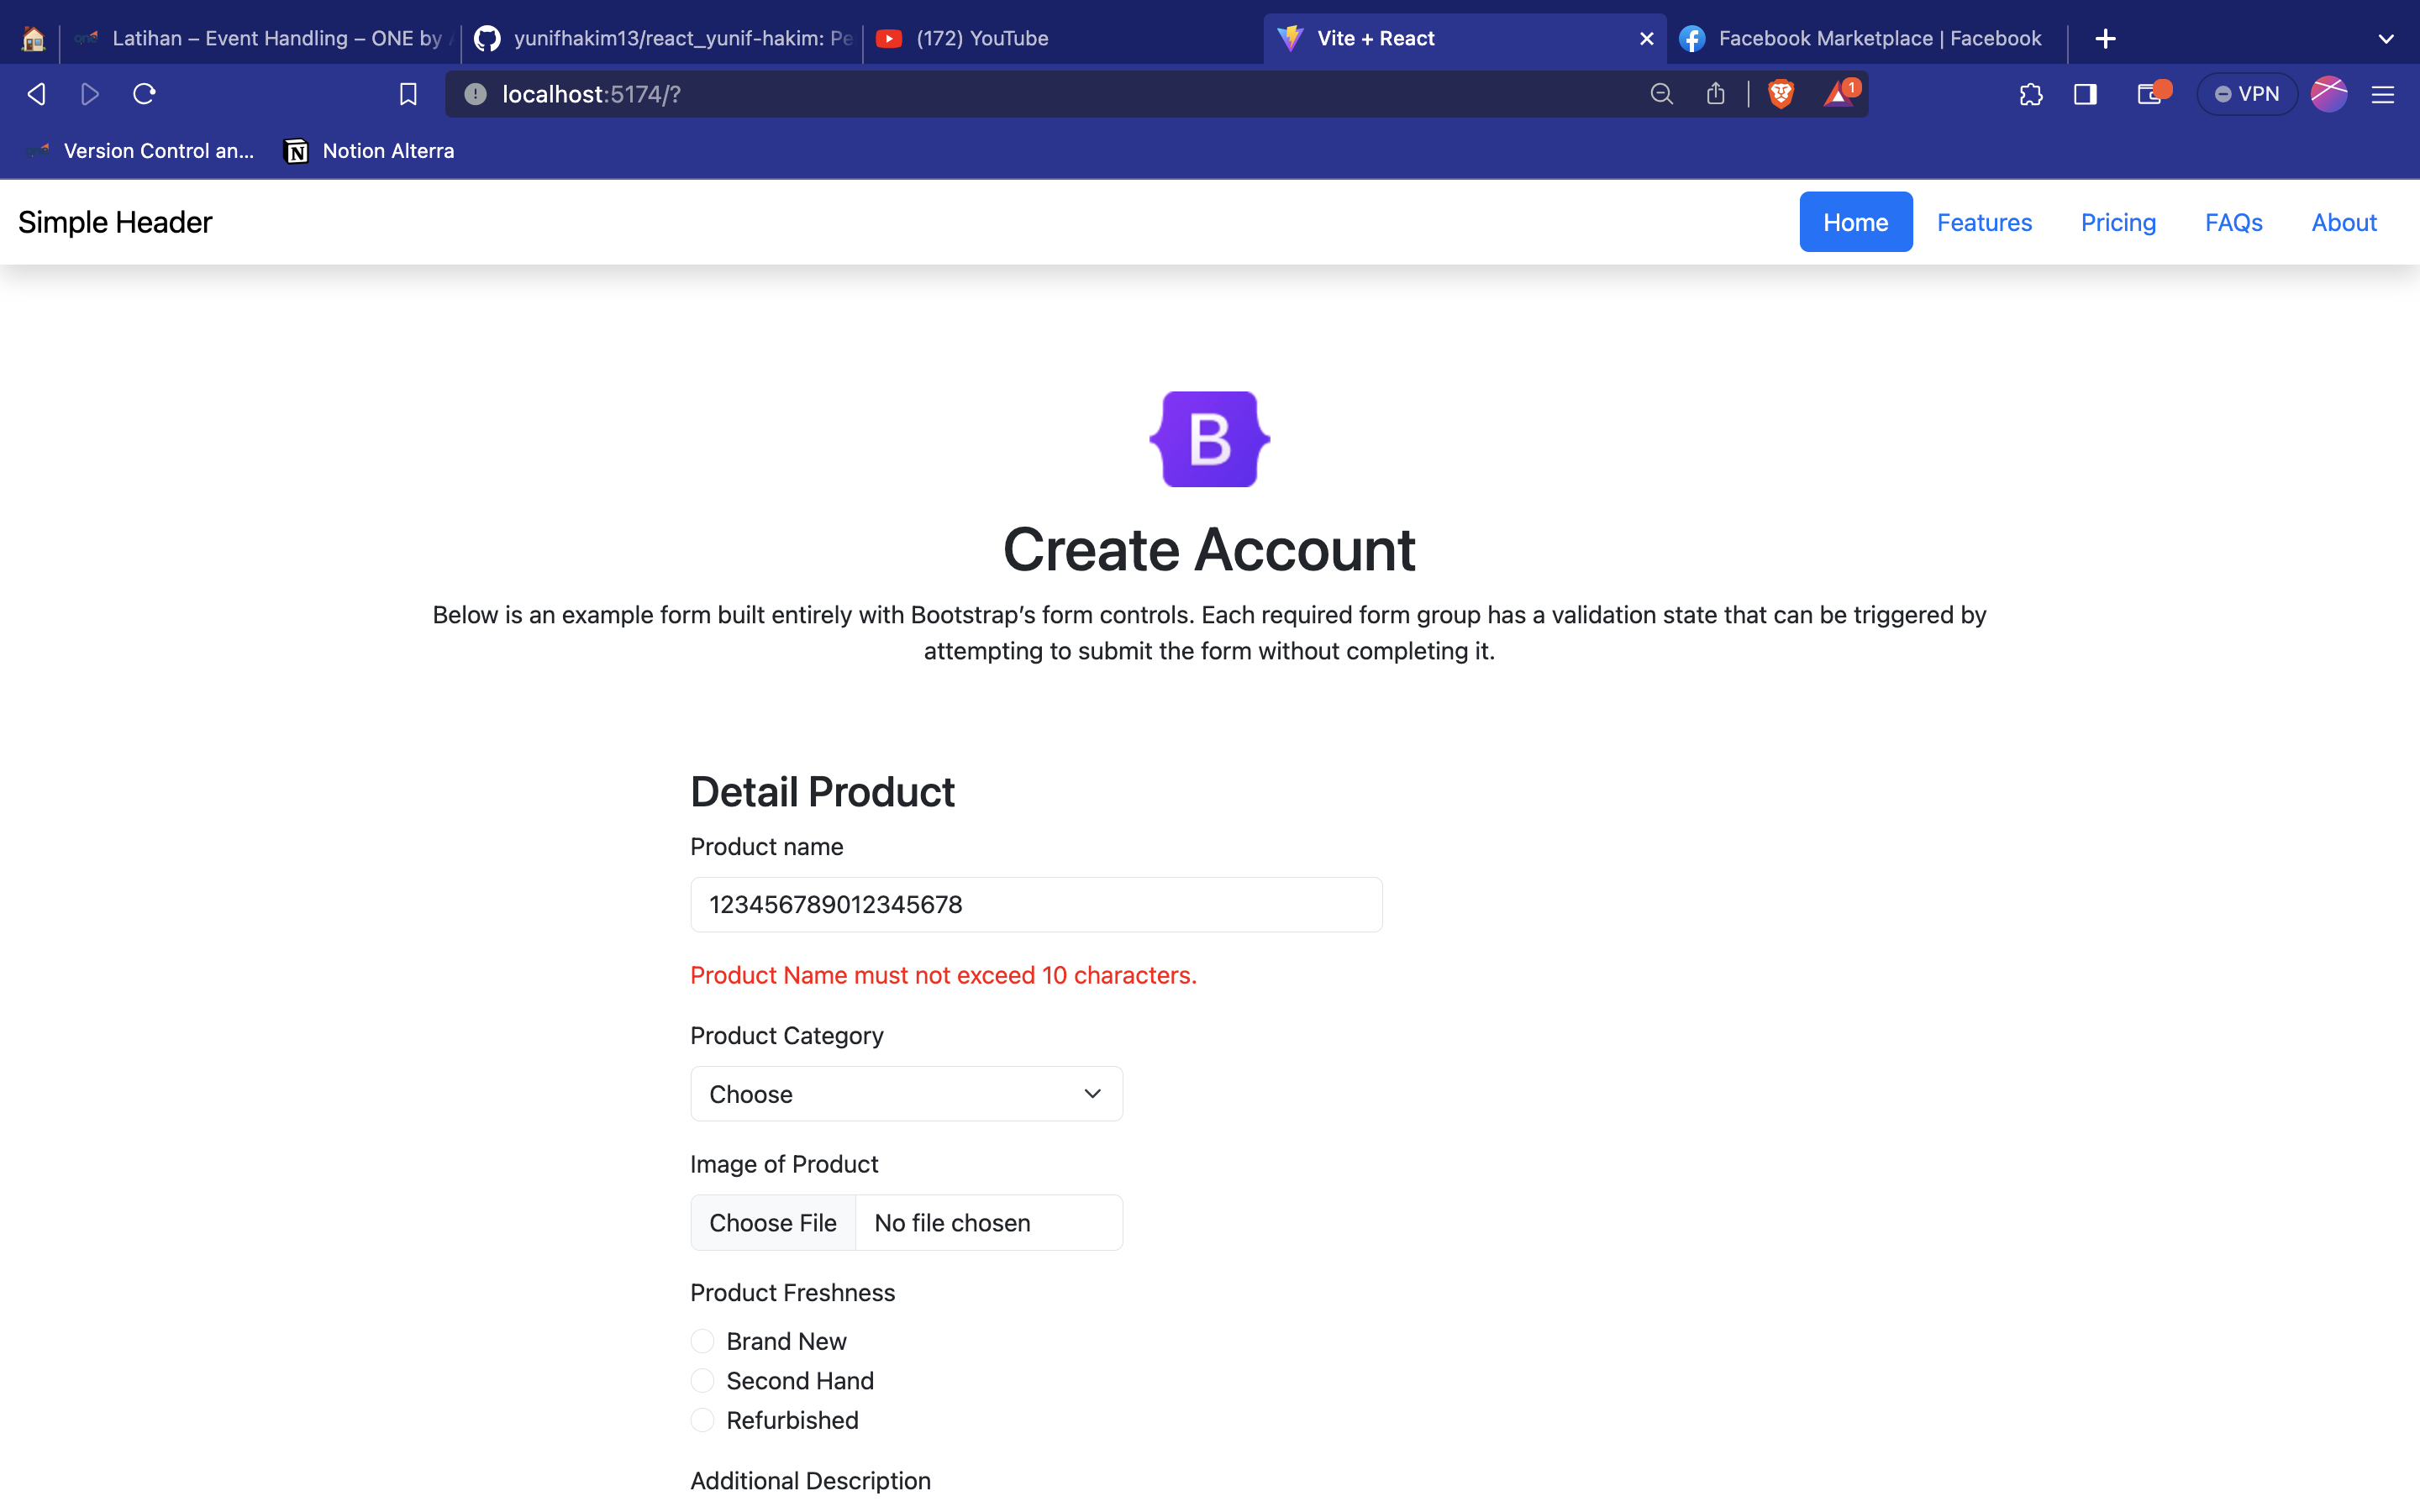 Latihan – Event Handling – ONE by
yunifhakim13/react_yunif-hakim: Pe
(172) YouTube
Vite + React
Facebook Marketplace | Facebook
localhost:5174/?
1
VPN
Version Control an...
N Notion Alterra
Simple Header
Home
Features
Pricing
FAQs
About
B
Create Account
Below is an example form built entirely with Bootstrap’s form controls. Each required form group has a validation state that can be triggered by
attempting to submit the form without completing it.
Detail Product
Product name
123456789012345678
Product Name must not exceed 10 characters.
Product Category
Choose
Image of Product
Choose File No file chosen
Product Freshness
Brand New
Second Hand
Refurbished
Additional Description